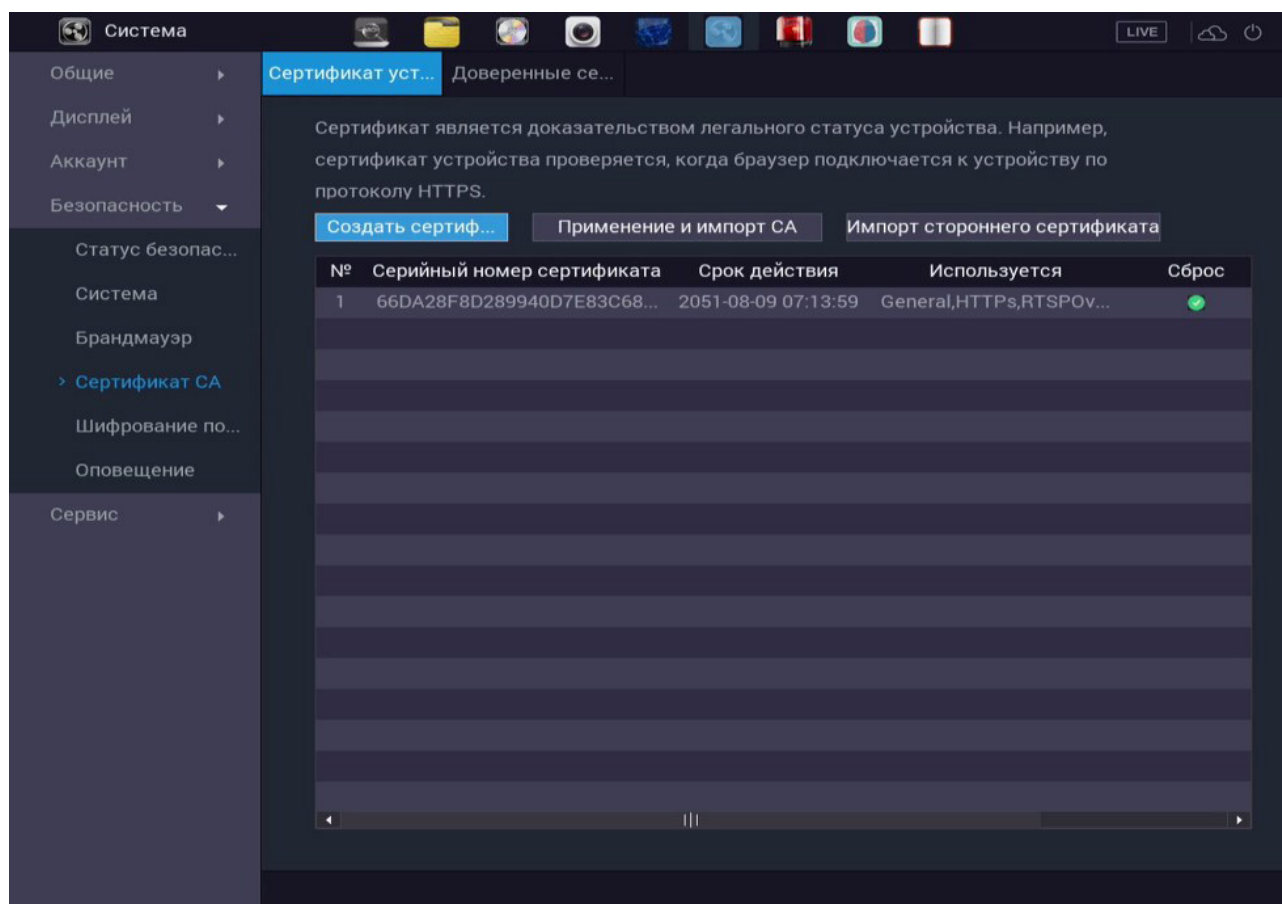 Система
LIVE
Общие
Дисплей
Аккаунт
Безопасность
Статус безопас...
Система
Брандмауэр
> Сертификат CA
Шифрование по...
Оповещение
Сервис
Сертификат уст... Доверенные се...
Сертификат является доказательством легального статуса устройства. Например,
сертификат устройства проверяется, когда браузер подключается к устройству по
протоколу HTTPS.
Создать сертиф... Применение и импорт CA Импорт стороннего сертификата
№ Серийный номер сертификата Срок действия Используется Сброс
1 66DA28F8D289940D7E83C68... 2051-08-09 07:13:59 General,HTTPs,RTSPOv...